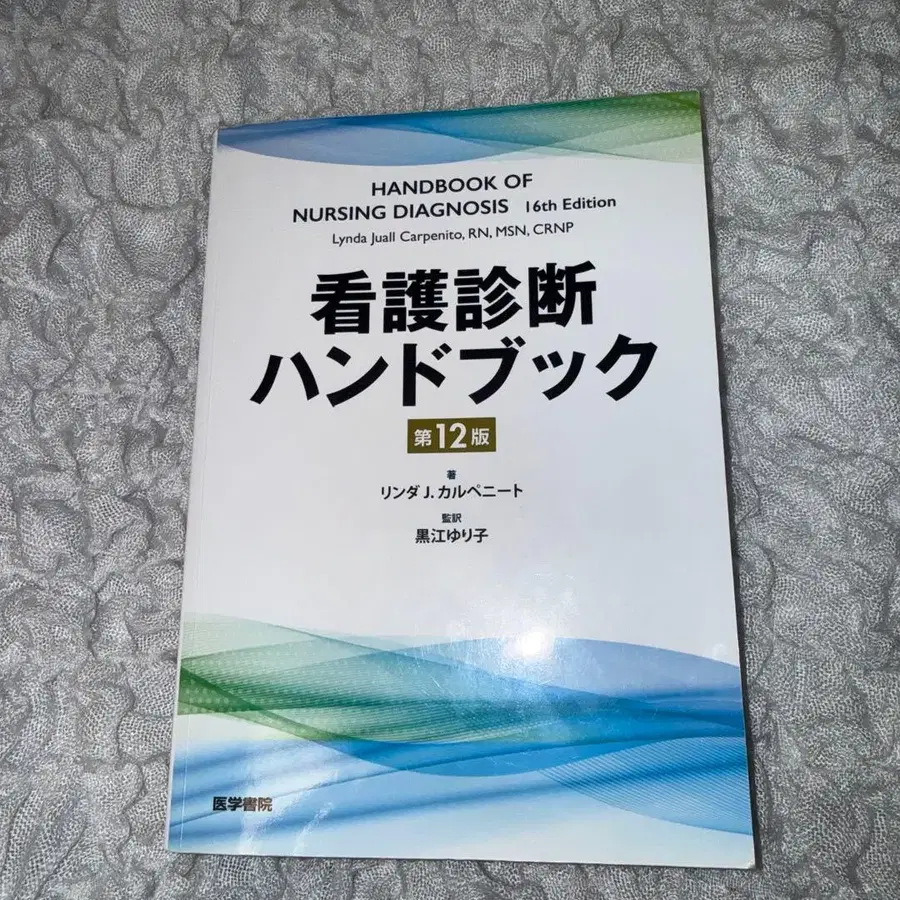 HANDBOOK OF
NURSING DIAGNOSIS 16th Edition
Lynda Juall Carpenito, RN, MSN, CRNP
看護診断
ハンドブック
第12版
著
リンダ J. カルペニート
監訳
黒江ゆり子
医学書院